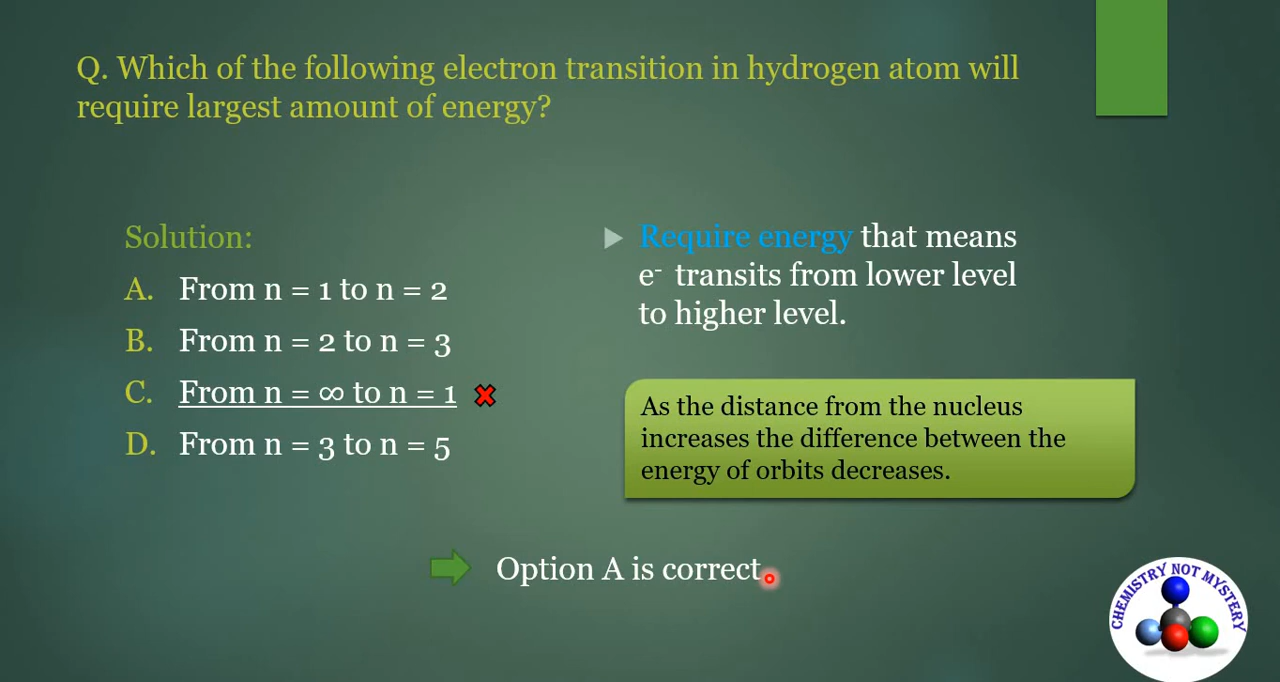 Q. Which of the following electron transition in hydrogen atom will
require largest amount of energy?
Solution:
A. From n = 1 to n = 2
B. From n = 2 to n = 3
C. From n = ∞ to n = 1
D. From n = 3 to n = 5
Require energy that means
e⁻ transits from lower level
to higher level.
As the distance from the nucleus
increases the difference between the
energy of orbits decreases.
Option A is correct.
CHEMISTRY NOT MYSTERY